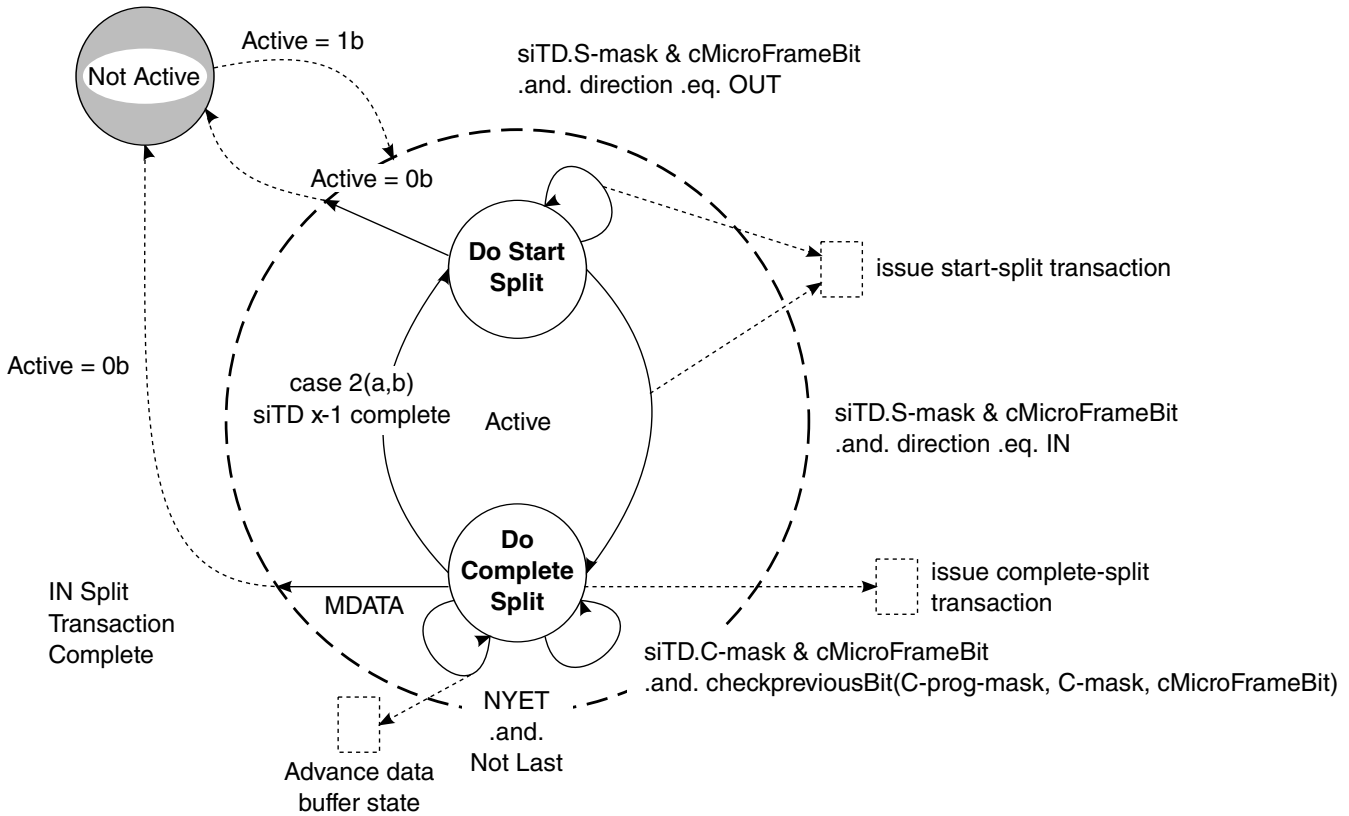 Active = 1b
siTD.S-mask & cMicroFrameBit
.and. direction .eq. OUT
Not Active
Active = 0b
Do Start
Split
issue start-split transaction
Active = 0b
case 2(a,b)
siTD x-1 complete
Active
siTD.S-mask & cMicroFrameBit
.and. direction .eq. IN
Do
Complete
Split
issue complete-split
transaction
IN Split
Transaction
Complete
MDATA
siTD.C-mask & cMicroFrameBit
.and. checkpreviousBit(C-prog-mask, C-mask, cMicroFrameBit)
NYET
.and.
Not Last
Advance data
buffer state